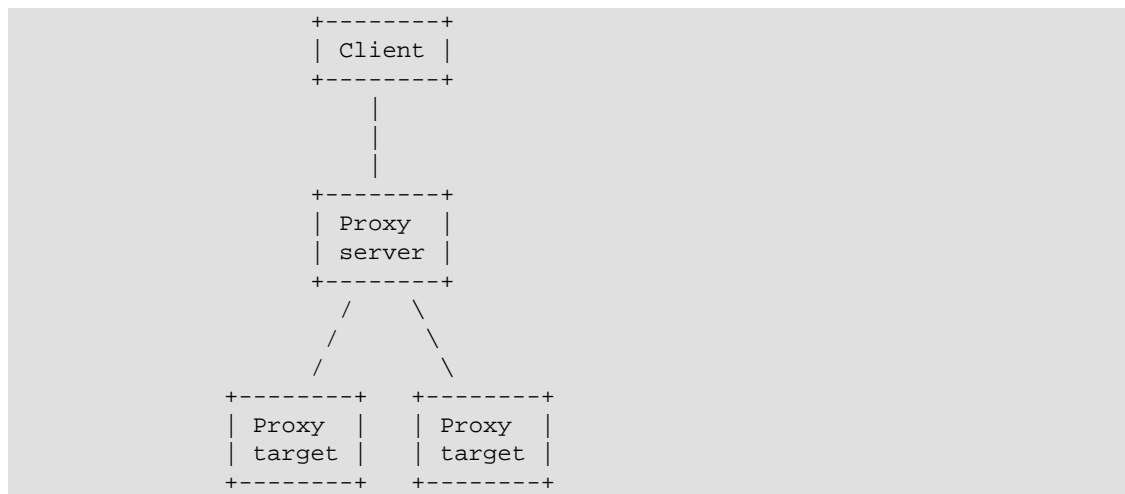 Client
Proxy
server
Proxy Proxy
target target